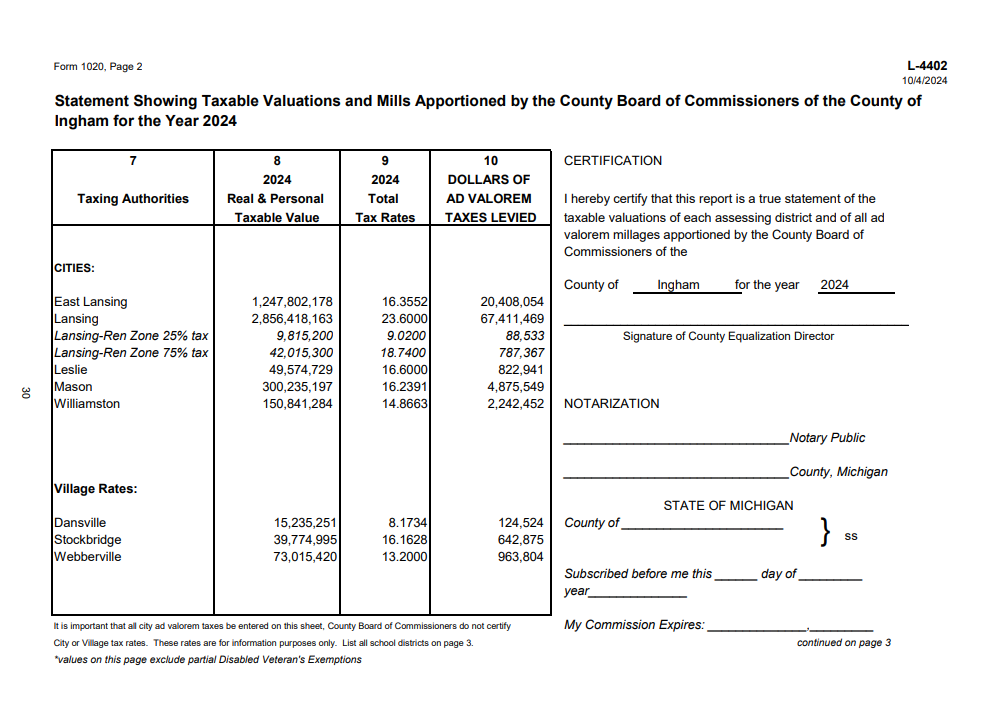 Form 1020, Page 2
L-4402
10/4/2024
Statement Showing Taxable Valuations and Mills Apportioned by the County Board of Commissioners of the County of
Ingham for the Year 2024
7 8 9 10
2024 2024 DOLLARS OF
Taxing Authorities Real & Personal Total AD VALOREM
Taxable Value Tax Rates TAXES LEVIED
CITIES:
East Lansing 1,247,802,178 16.3552 20,408,054
Lansing 2,856,418,163 23.6000 67,411,469
Lansing-Ren Zone 25% tax 9,815,200 9.0200 88,533
Lansing-Ren Zone 75% tax 42,015,300 18.7400 787,367
Leslie 49,574,729 16.6000 822,941
Mason 300,235,197 16.2391 4,875,549
Williamston 150,841,284 14.8663 2,242,452
Village Rates:
Dansville 15,235,251 8.1734 124,524
Stockbridge 39,774,995 16.1628 642,875
Webberville 73,015,420 13.2000 963,804
It is important that all city ad valorem taxes be entered on this sheet, County Board of Commissioners do not certify
City or Village tax rates. These rates are for information purposes only. List all school districts on page 3.
*values on this page exclude partial Disabled Veteran's Exemptions
CERTIFICATION
I hereby certify that this report is a true statement of the
taxable valuations of each assessing district and of all ad
valorem millages apportioned by the County Board of
Commissioners of the
County of Ingham for the year 2024
Signature of County Equalization Director
NOTARIZATION
Notary Public
County, Michigan
STATE OF MICHIGAN
County of ______ } ss
Subscribed before me this ______ day of _________
year______________
My Commission Expires: ______________,_________
continued on page 3
30